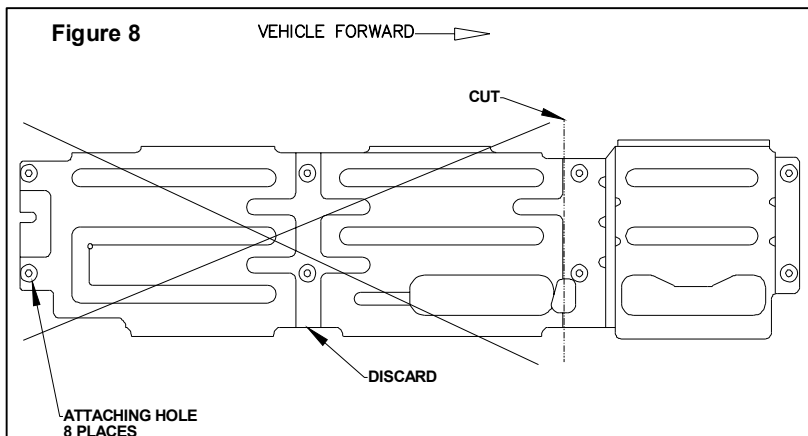 Figure 8
VEHICLE FORWARD
CUT
DISCARD
ATTACHING HOLE
8 PLACES